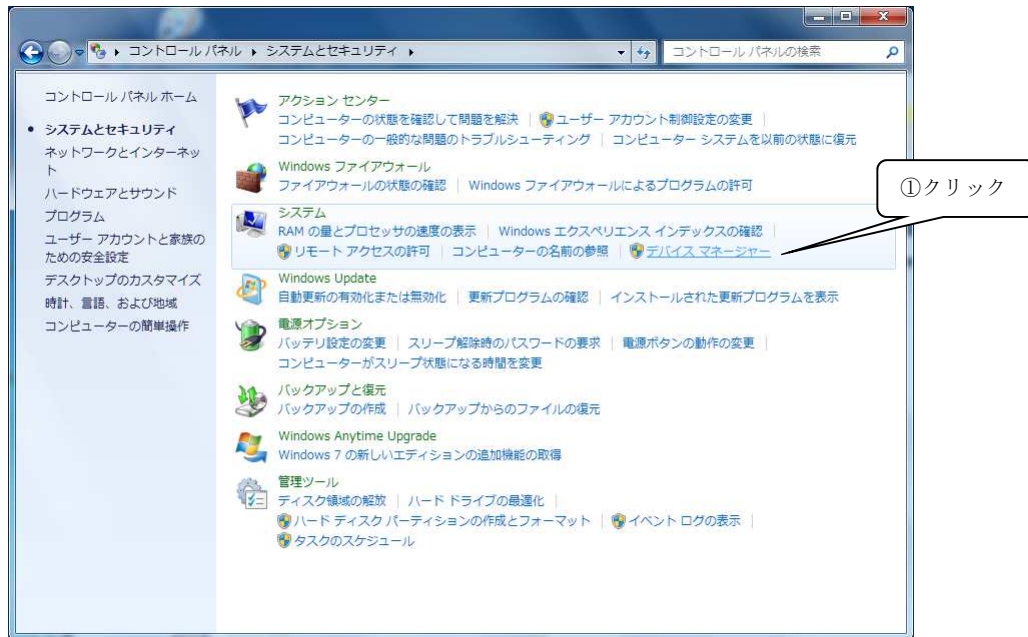 コントロール パネル ▸ システムとセキュリティ ▸
コントロール パネルの検索
コントロール パネル ホーム
• システムとセキュリティ
ネットワークとインターネッ
ト
ハードウェアとサウンド
プログラム
ユーザー アカウントと家族の
ための安全設定
デスクトップのカスタマイズ
時計、言語、および地域
コンピューターの簡単操作
アクション センター
コンピューターの状態を確認して問題を解決 | ユーザー アカウント制御設定の変更 |
コンピューターの一般的な問題のトラブルシューティング | コンピューター システムを以前の状態に復元
Windows ファイアウォール
ファイアウォールの状態の確認 | Windows ファイアウォールによるプログラムの許可
システム
RAM の量とプロセッサの速度の表示 | Windows エクスペリエンス インデックスの確認 |
リモート アクセスの許可 | コンピューターの名前の参照 | デバイス マネージャー
①クリック
Windows Update
自動更新の有効化または無効化 | 更新プログラムの確認 | インストールされた更新プログラムを表示
電源オプション
バッテリ設定の変更 | スリープ解除時のパスワードの要求 | 電源ボタンの動作の変更 |
コンピューターがスリープ状態になる時間を変更
バックアップと復元
バックアップの作成 | バックアップからのファイルの復元
Windows Anytime Upgrade
Windows 7 の新しいエディションの追加機能の取得
管理ツール
ディスク領域の解放 | ハード ドライブの最適化 |
ハード ディスク パーティションの作成とフォーマット | イベント ログの表示 |
タスクのスケジュール